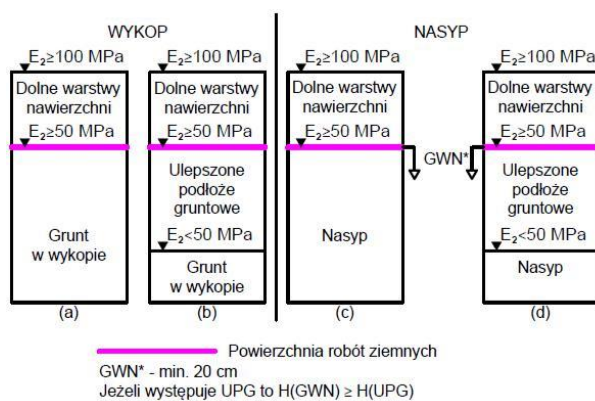 WYKOP NASYP
E₂≥100 MPa E₂≥100 MPa E₂≥100 MPa E₂≥100 MPa
Dolne warstwy nawierzchni Dolne warstwy nawierzchni Dolne warstwy nawierzchni Dolne warstwy nawierzchni
E₂≥50 MPa E₂≥50 MPa E₂≥50 MPa E₂≥50 MPa
GWN*
Grunt w wykopie
Ulepszone podłoże gruntowe
E₂<50 MPa
Grunt w wykopie
Nasyp
Ulepszone podłoże gruntowe
E₂<50 MPa
Nasyp
(a) (b) (c) (d)
Powierzchnia robót ziemnych
GWN* - min. 20 cm
Jeżeli występuje UPG to H(GWN) ≥ H(UPG)